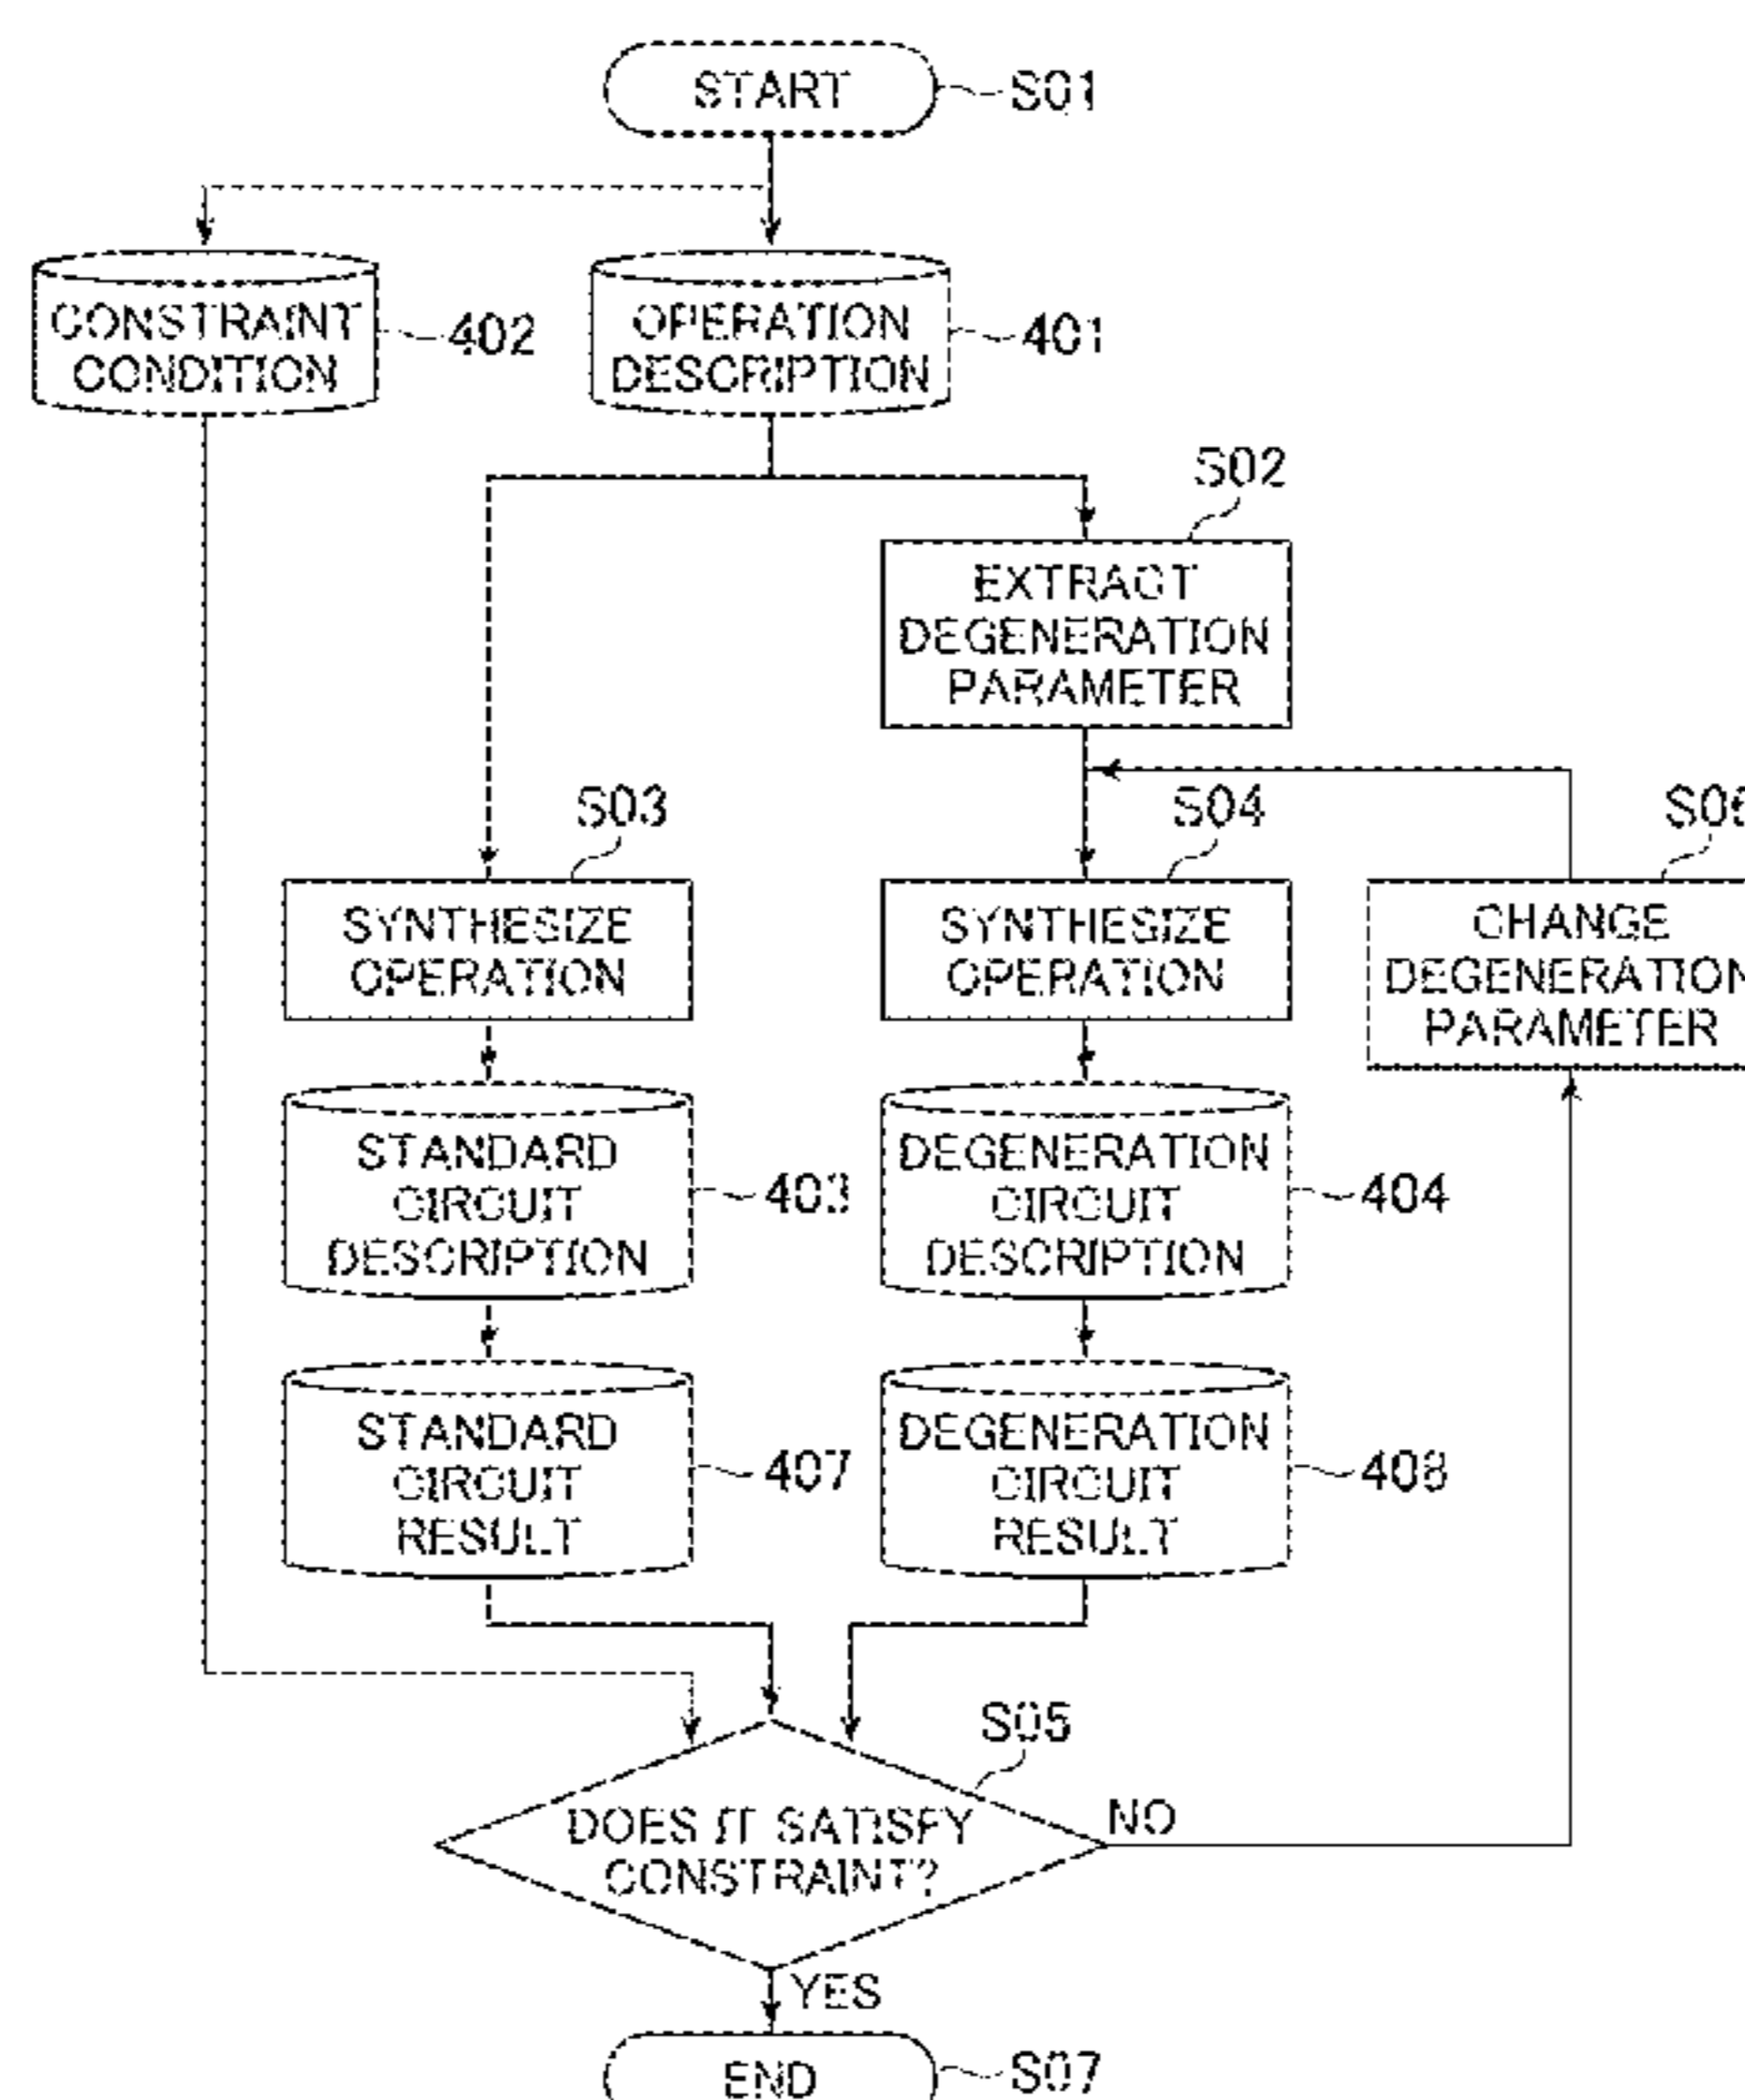 START
S01
CONSTRAINT
CONDITION
402
OPERATION
DESCRIPTION
401
S02
EXTRACT
DEGENERATION
PARAMETER
S03
SYNTHESIZE
OPERATION
S04
SYNTHESIZE
OPERATION
CHANGE
DEGENERATION
PARAMETER
STANDARD
CIRCUIT
DESCRIPTION
403
DEGENERATION
CIRCUIT
DESCRIPTION
404
STANDARD
CIRCUIT
RESULT
407
DEGENERATION
CIRCUIT
RESULT
408
S05
DOES IT SATISFY
CONSTRAINT?
NO
YES
END
S07